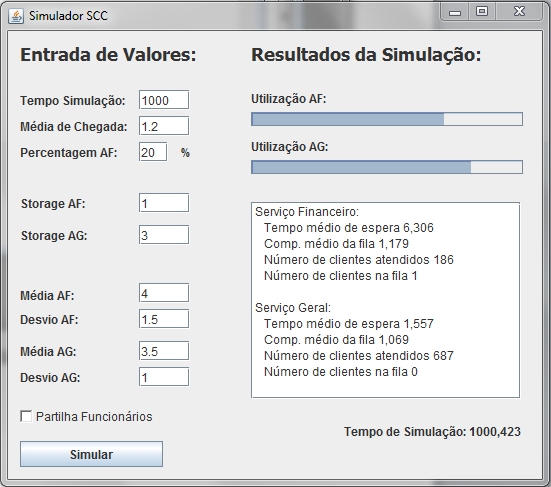 Simulador SCC
Entrada de Valores:
Tempo Simulação: 1000
Média de Chegada: 1.2
Percentagem AF: 20 %
Storage AF: 1
Storage AG: 3
Média AF: 4
Desvio AF: 1.5
Média AG: 3.5
Desvio AG: 1
Partilha Funcionários
Simular
Resultados da Simulação:
Utilização AF:
Utilização AG:
Serviço Financeiro:
Tempo médio de espera 6,306
Comp. médio da fila 1,179
Número de clientes atendidos 186
Número de clientes na fila 1
Serviço Geral:
Tempo médio de espera 1,557
Comp. médio da fila 1,069
Número de clientes atendidos 687
Número de clientes na fila 0
Tempo de Simulação: 1000,423